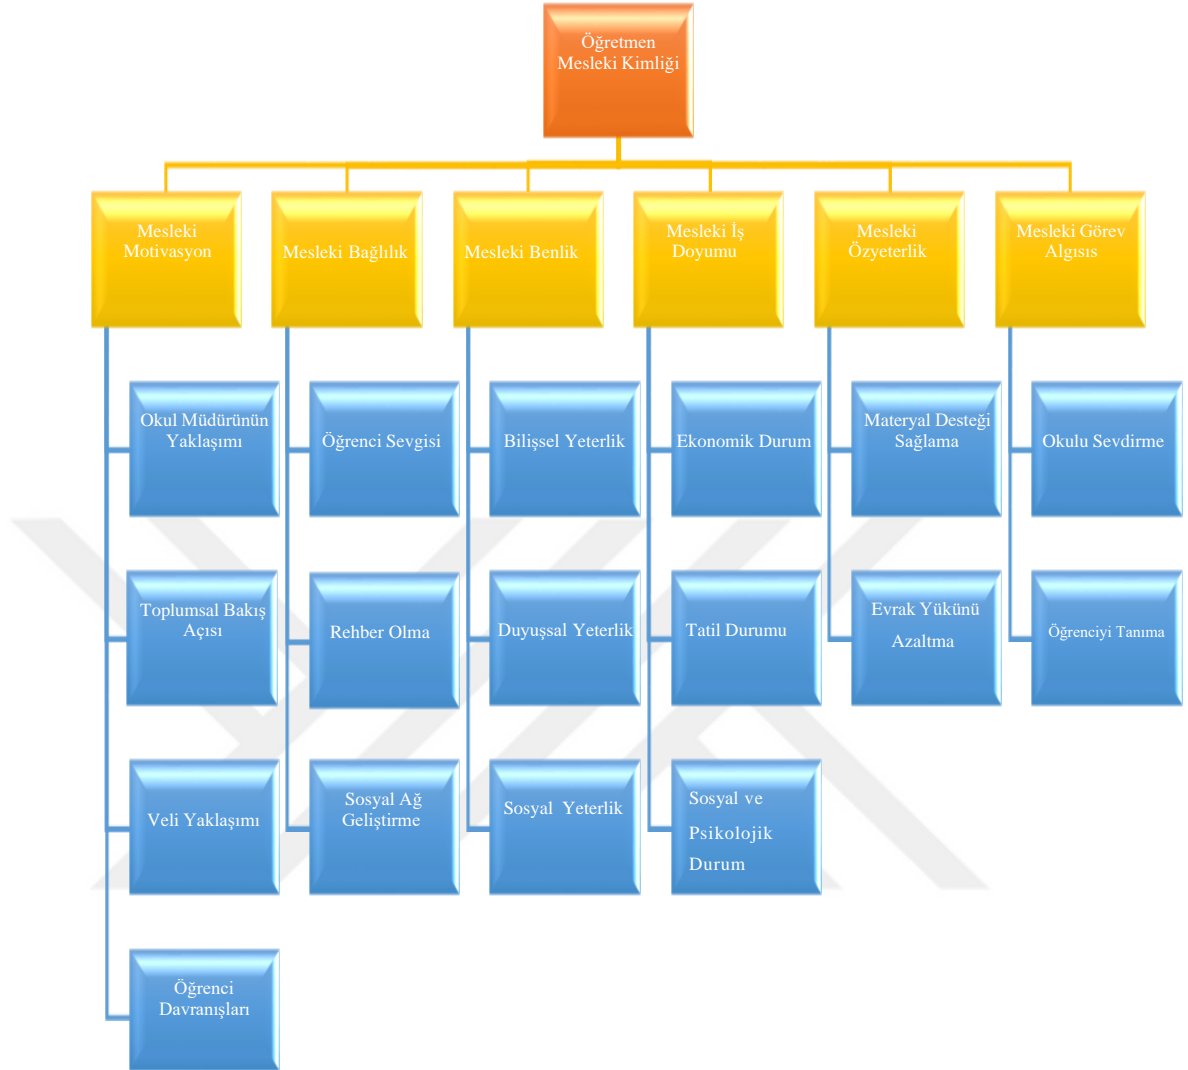 Öğretmen
Mesleki Kimliği
Mesleki
Motivasyon
Mesleki Bağlılık
Mesleki Benlik
Mesleki İş
Doyumu
Mesleki
Özyeterlik
Mesleki Görev
Algısıs
Okul Müdürünün
Yaklaşımı
Öğrenci Sevgisi
Bilişsel Yeterlik
Ekonomik Durum
Materyal Desteği
Sağlama
Okulu Sevdirme
Toplumsal Bakış
Açısı
Rehber Olma
Duyuşsal Yeterlik
Tatil Durumu
Evrak Yükünü
Azaltma
Öğrenciyi Tanıma
Veli Yaklaşımı
Sosyal Ağ
Geliştirme
Sosyal Yeterlik
Sosyal ve
Psikolojik
Durum
Öğrenci
Davranışları